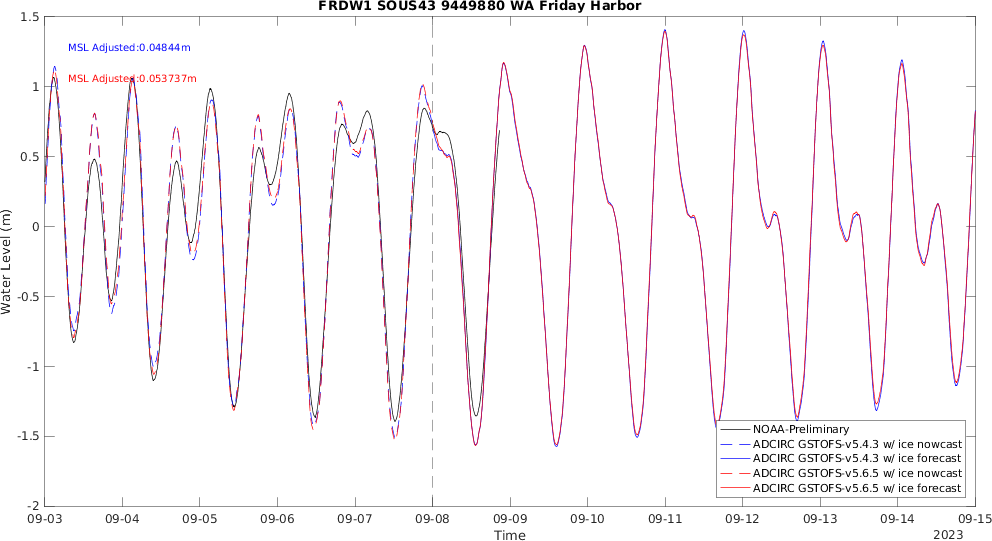 FRDW1 SOUS43 9449880 WA Friday Harbor
MSL Adjusted:0.04844m
MSL Adjusted:0.053737m
Water Level (m)
1.5
1
0.5
0
-0.5
-1
-1.5
-2
NOAA-Preliminary
ADCIRC GSTOFS-v5.4.3 w/ ice nowcast
ADCIRC GSTOFS-v5.4.3 w/ ice forecast
ADCIRC GSTOFS-v5.6.5 w/ ice nowcast
ADCIRC GSTOFS-v5.6.5 w/ ice forecast
09-03 09-04 09-05 09-06 09-07 09-08 09-09 09-10 09-11 09-12 09-13 09-14 09-15
Time
2023